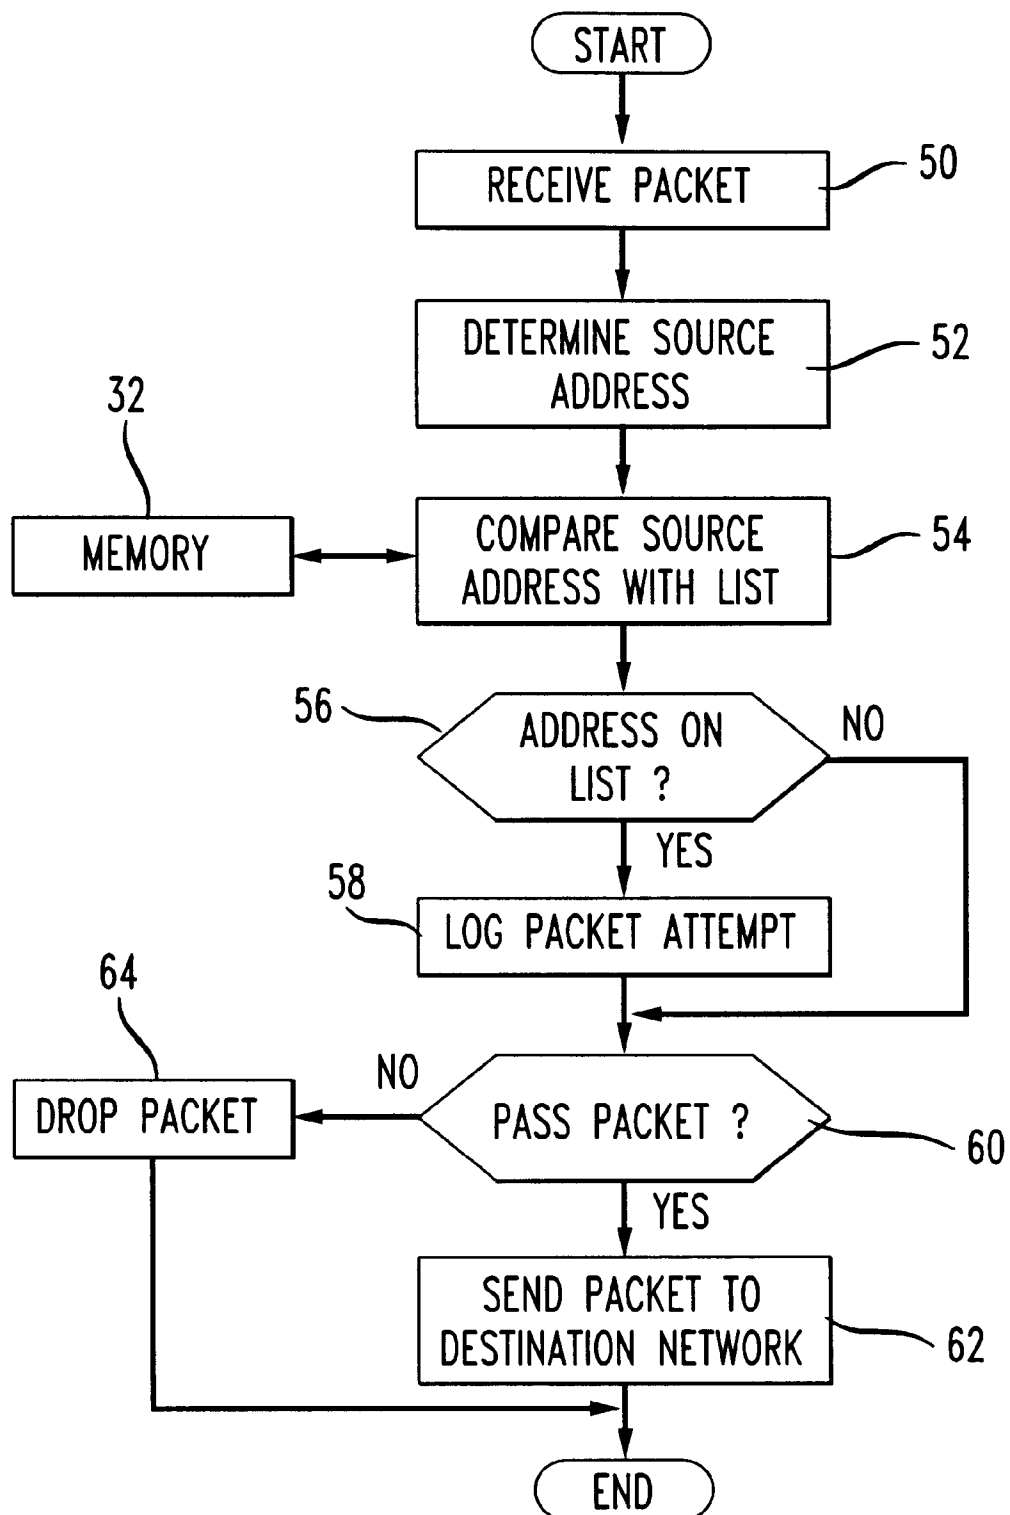 START
RECEIVE PACKET
50
DETERMINE SOURCE
ADDRESS
52
32
MEMORY
COMPARE SOURCE
ADDRESS WITH LIST
54
56
ADDRESS ON
LIST ?
NO
YES
58
LOG PACKET ATTEMPT
64
NO
DROP PACKET
PASS PACKET ?
60
YES
SEND PACKET TO
DESTINATION NETWORK
62
END